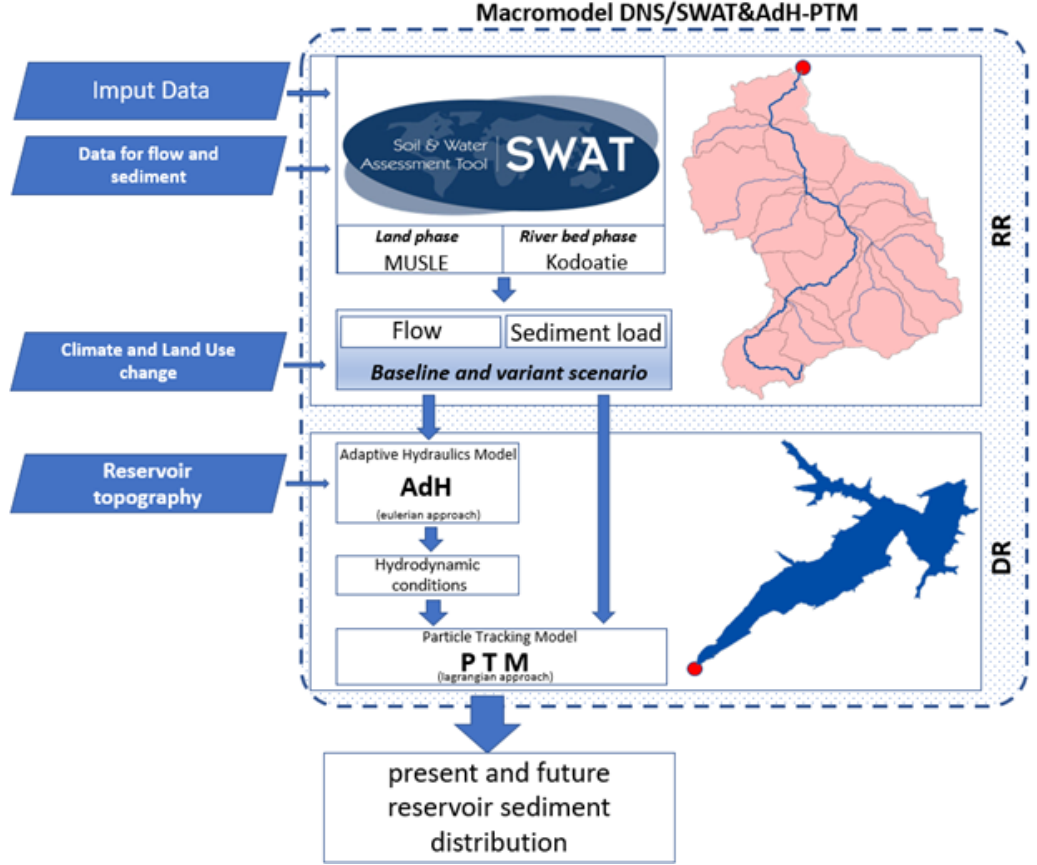 Macromodel DNS/SWAT&AdH-PTM
Imput Data
Data for flow and
sediment
Soil & Water
Assessment Tool
SWAT
Land phase
MUSLE
River bed phase
Kodoatie
RR
Flow
Sediment load
Baseline and variant scenario
Climate and Land Use
change
Reservoir
topography
Adaptive Hydraulics Model
AdH
(eulerian approach)
Hydrodynamic
conditions
Particle Tracking Model
P T M
(lagrangian approach)
DR
present and future
reservoir sediment
distribution